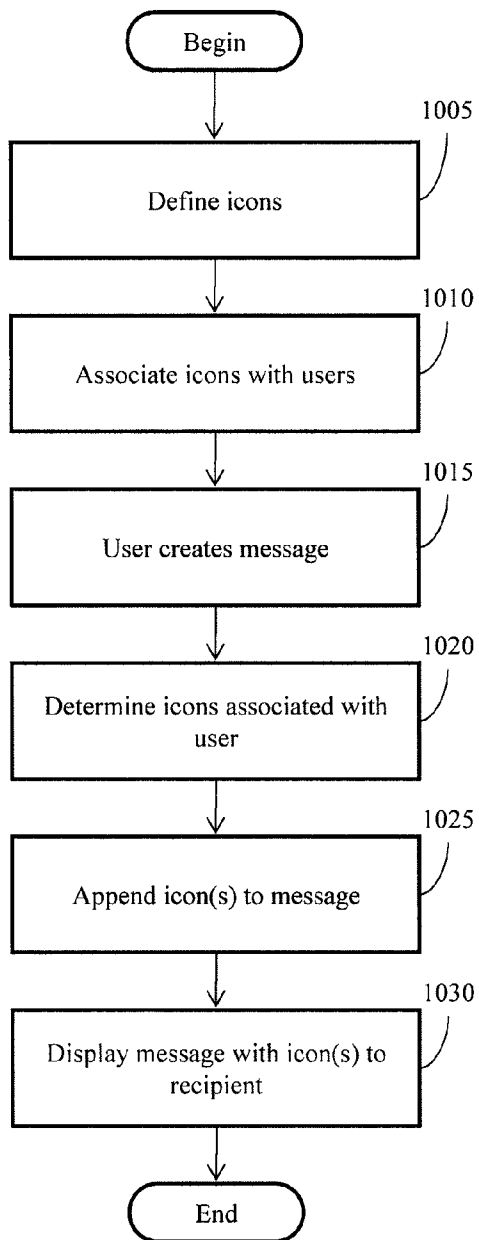 Begin
1005
Define icons
1010
Associate icons with users
1015
User creates message
1020
Determine icons associated with
user
1025
Append icon(s) to message
1030
Display message with icon(s) to
recipient
End